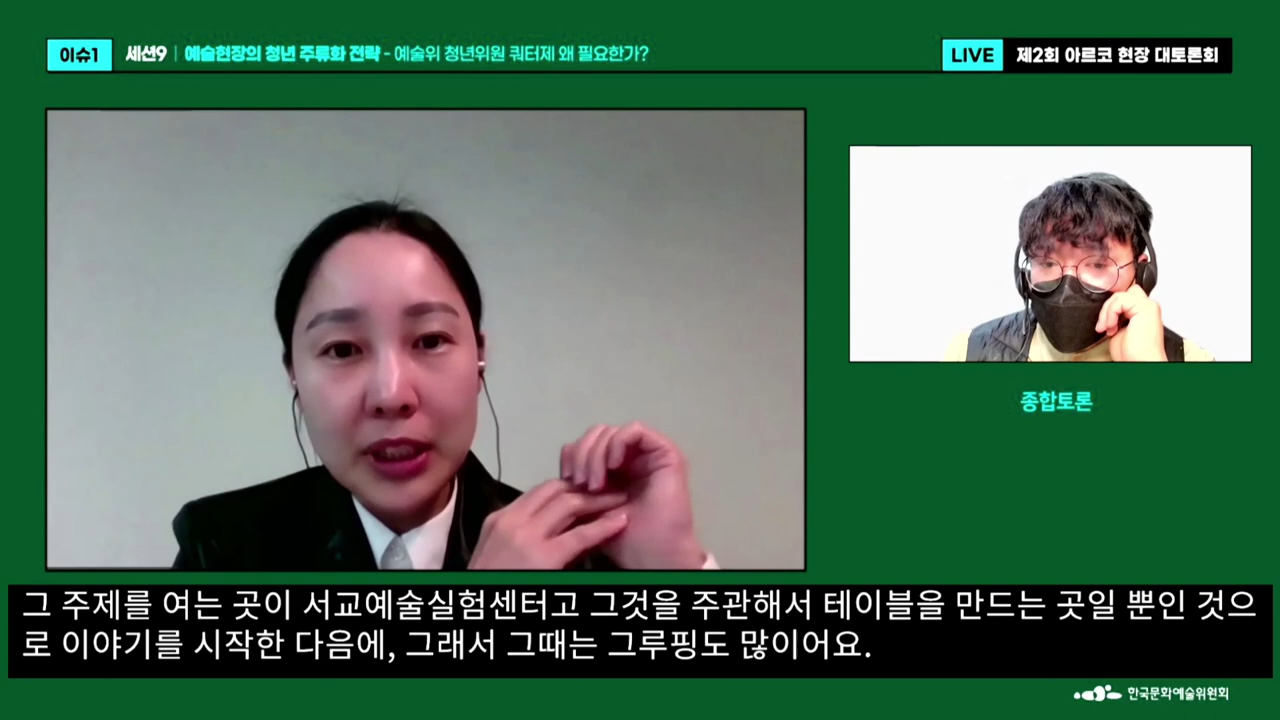 이슈1 세션9 | 예술현장의 청년 주류화 전략 - 예술위 청년위원 쿼터제 왜 필요한가?
LIVE 제2회 아르코 현장 대토론회
종합토론
그 주제를 여는 곳이 서교예술실험센터고 그것을 주관해서 테이블을 만드는 곳일 뿐인 것으
로 이야기를 시작한 다음에, 그래서 그때는 그루핑도 많이어요.
한국문화예술위원회